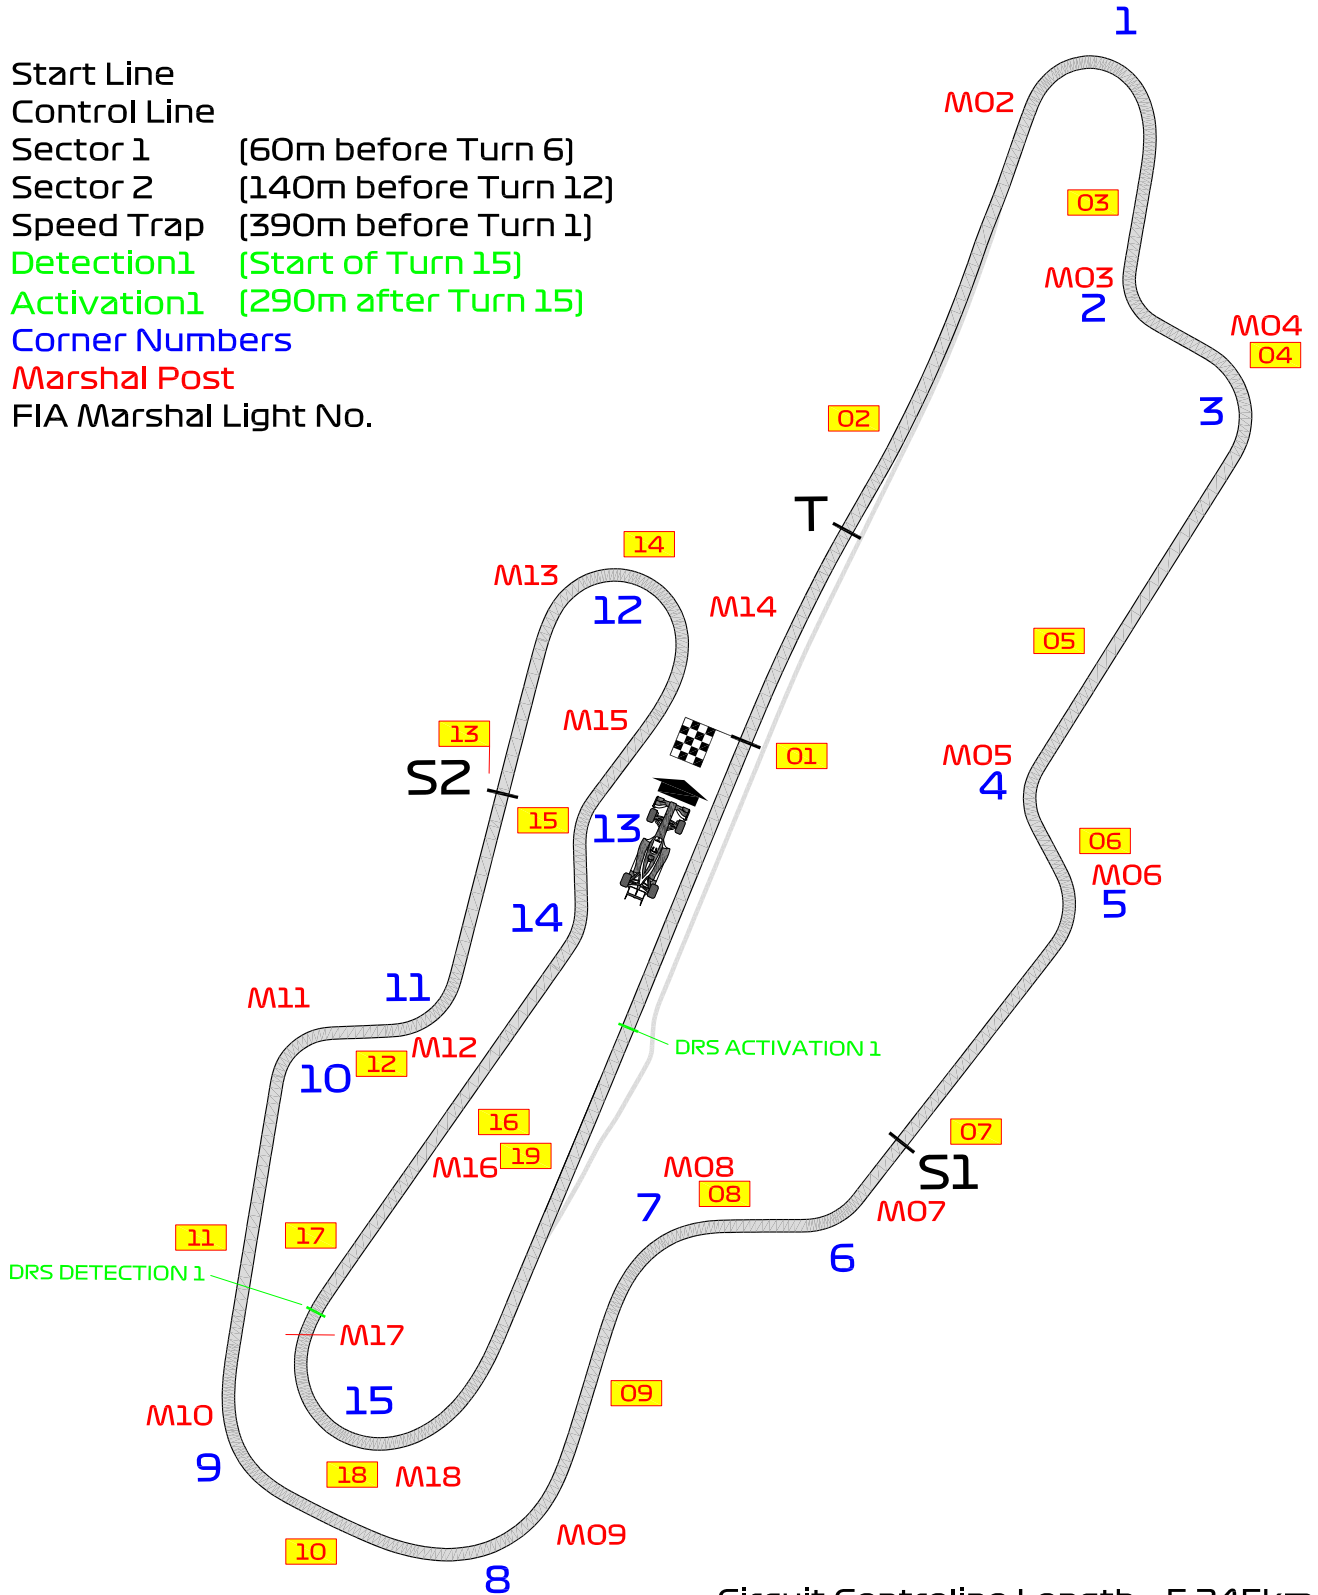 1
Start Line
Control Line
Sector 1 (60m before Turn 6)
Sector 2 (140m before Turn 12)
Speed Trap (390m before Turn 1)
Detection1 (Start of Turn 15)
Activation1 (290m after Turn 15)
Corner Numbers
Marshal Post
FIA Marshal Light No.
M02
03
M03
2
M04
04
3
02
T
14
M13
12
M14
05
M15
13
S2
01
M05
4
15
13
06
M06
5
14
11
M11
M12
12
10
DRS ACTIVATION 1
16
19
M16
07
S1
M08
08
7
M07
6
11
17
DRS DETECTION 1
M17
15
09
M10
9
18
M18
M09
10
8